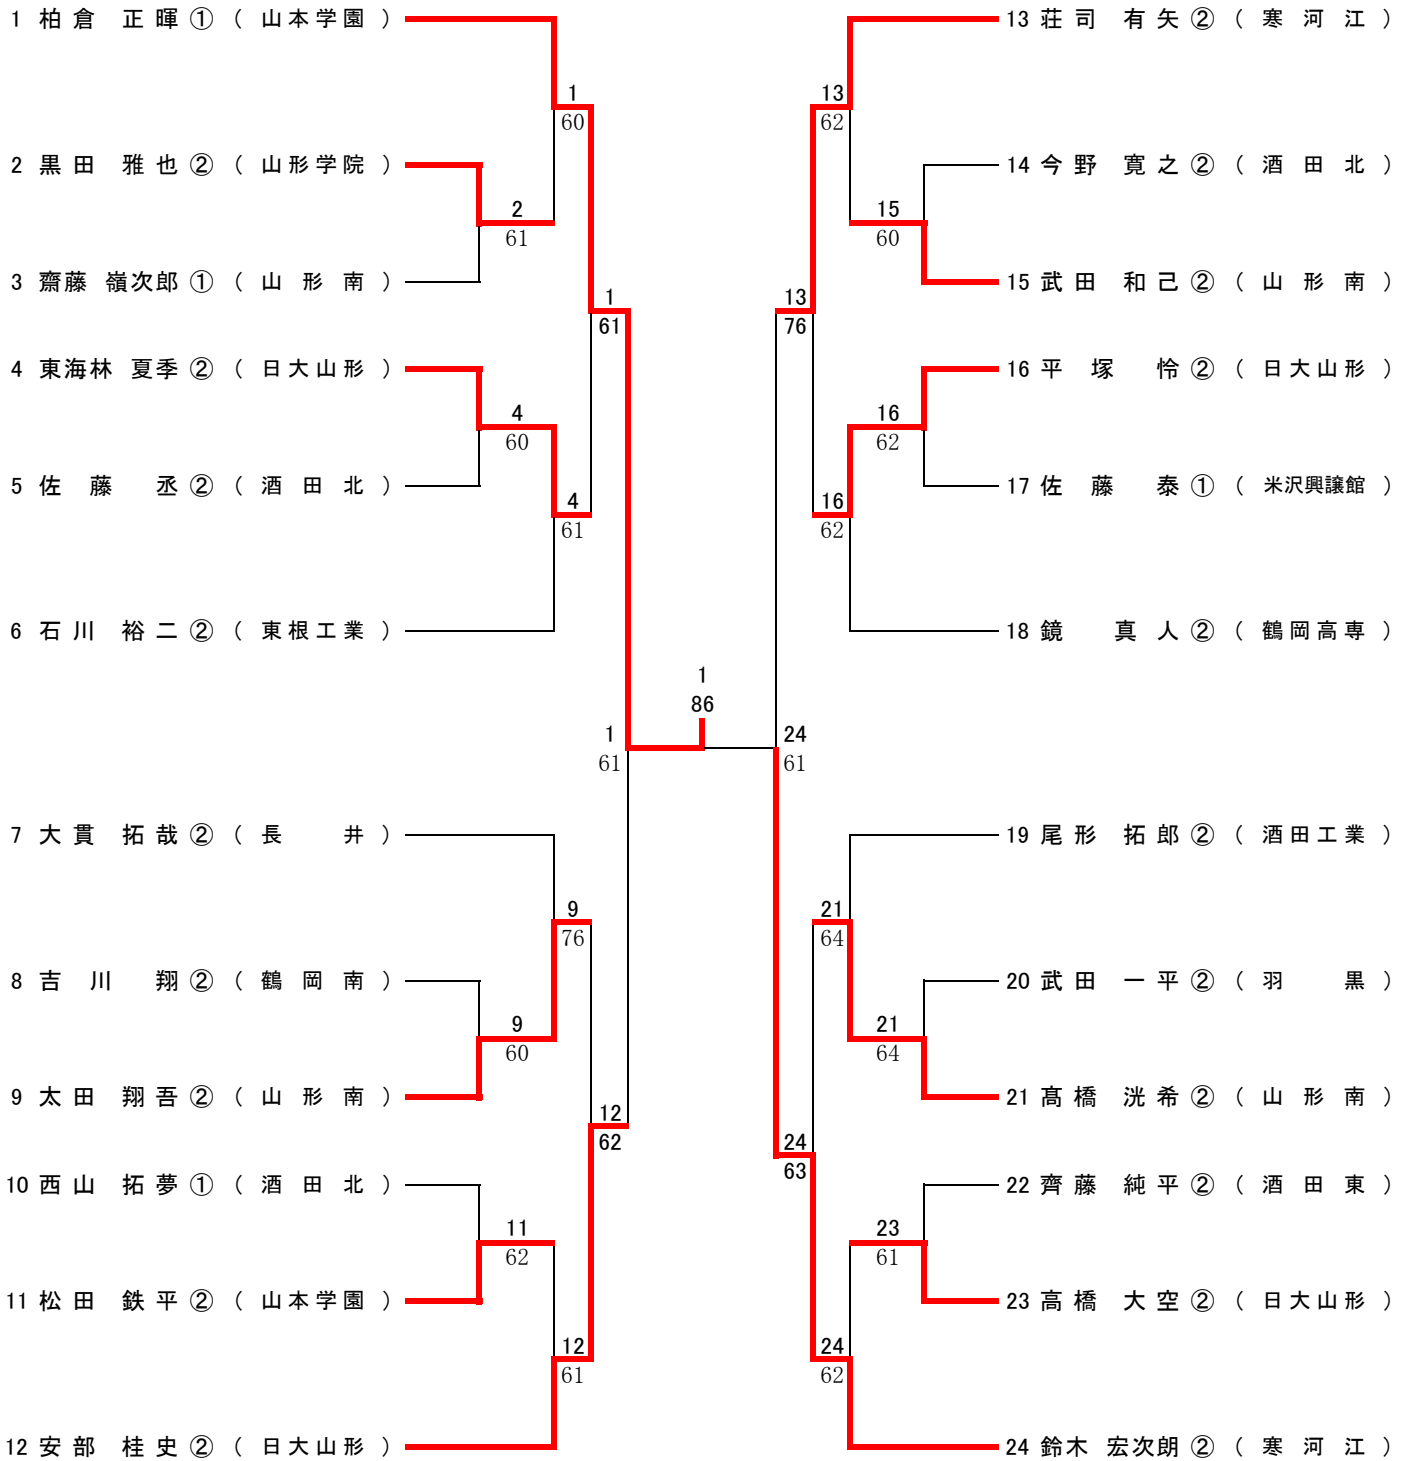 1 柏倉 正暉 ① ( 山本学園 )
2 黒田 雅也 ② ( 山形学院 )
3 齋藤 嶺次郎 ① ( 山形南 )
4 東海林 夏季 ② ( 日大山形 )
5 佐藤 丞 ② ( 酒田北 )
6 石川 裕二 ② ( 東根工業 )
7 大貫 拓哉 ② ( 長井 )
8 吉川 翔 ② ( 鶴岡南 )
9 太田 翔吾 ② ( 山形南 )
10 西山 拓夢 ① ( 酒田北 )
11 松田 鉄平 ② ( 山本学園 )
12 安部 桂史 ② ( 日大山形 )
1
60
2
61
1
61
4
60
4
61
1
61
9
76
9
60
12
62
11
62
12
61
1
86
13
62
15
60
13
76
16
62
16
62
24
61
21
64
21
64
24
63
23
61
24
62
13 荘司 有矢 ② ( 寒河江 )
14 今野 寛之 ② ( 酒田北 )
15 武田 和己 ② ( 山形南 )
16 平塚 怜 ② ( 日大山形 )
17 佐藤 泰 ① ( 米沢興譲館 )
18 鏡 真人 ② ( 鶴岡高専 )
19 尾形 拓郎 ② ( 酒田工業 )
20 武田 一平 ② ( 羽黒 )
21 髙橋 洸希 ② ( 山形南 )
22 齊藤 純平 ② ( 酒田東 )
23 高橋 大空 ② ( 日大山形 )
24 鈴木 宏次朗 ② ( 寒河江 )